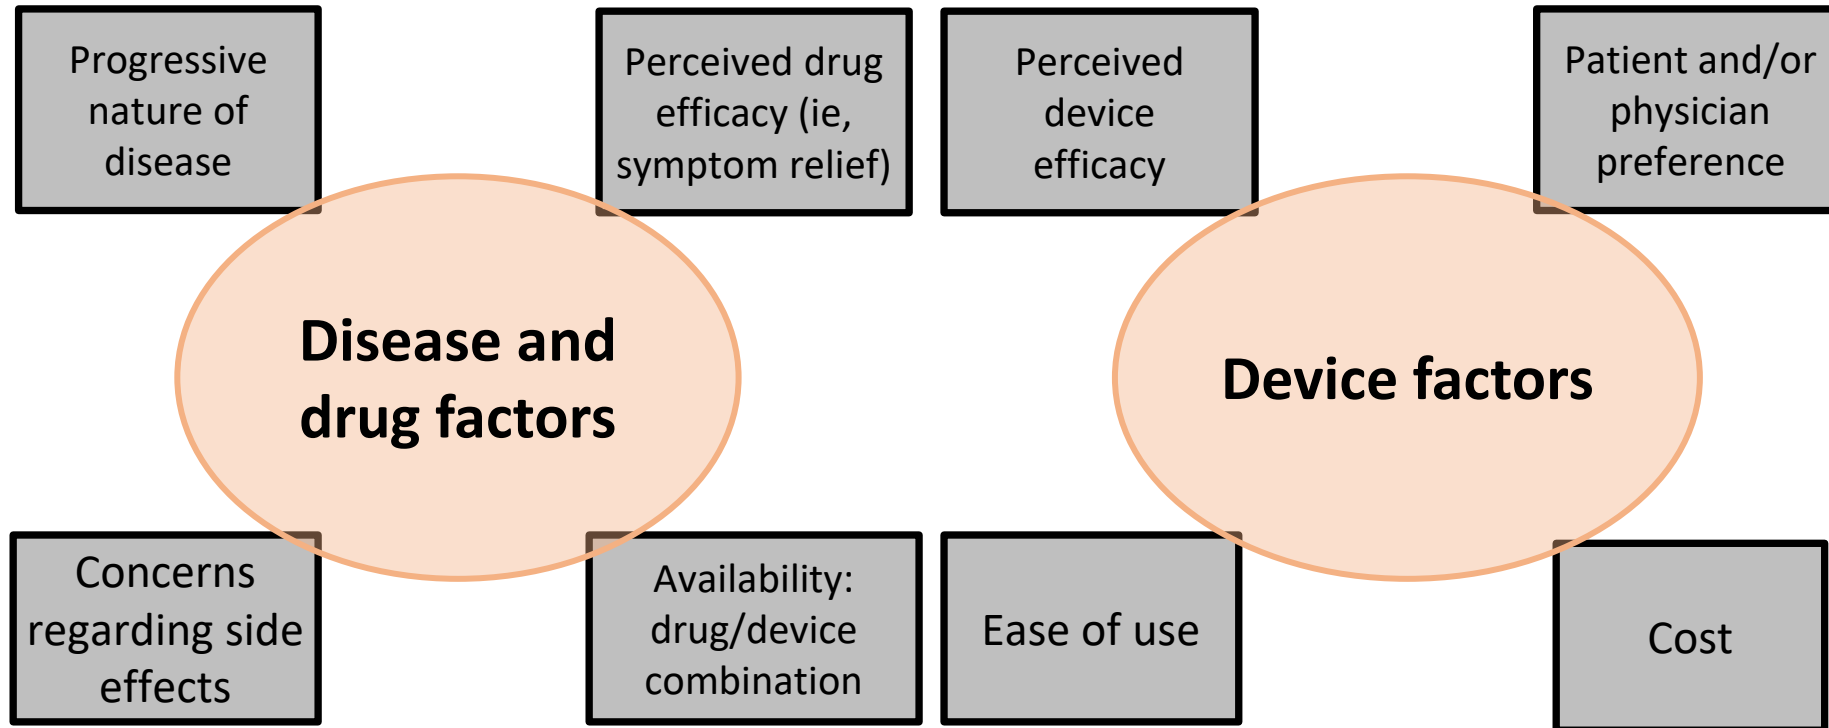 Progressive
nature of
disease
Perceived drug
efficacy (ie,
symptom relief)
Perceived
device
efficacy
Patient and/or
physician
preference
Disease and
drug factors
Device factors
Concerns
regarding side
effects
Availability:
drug/device
combination
Ease of use
Cost